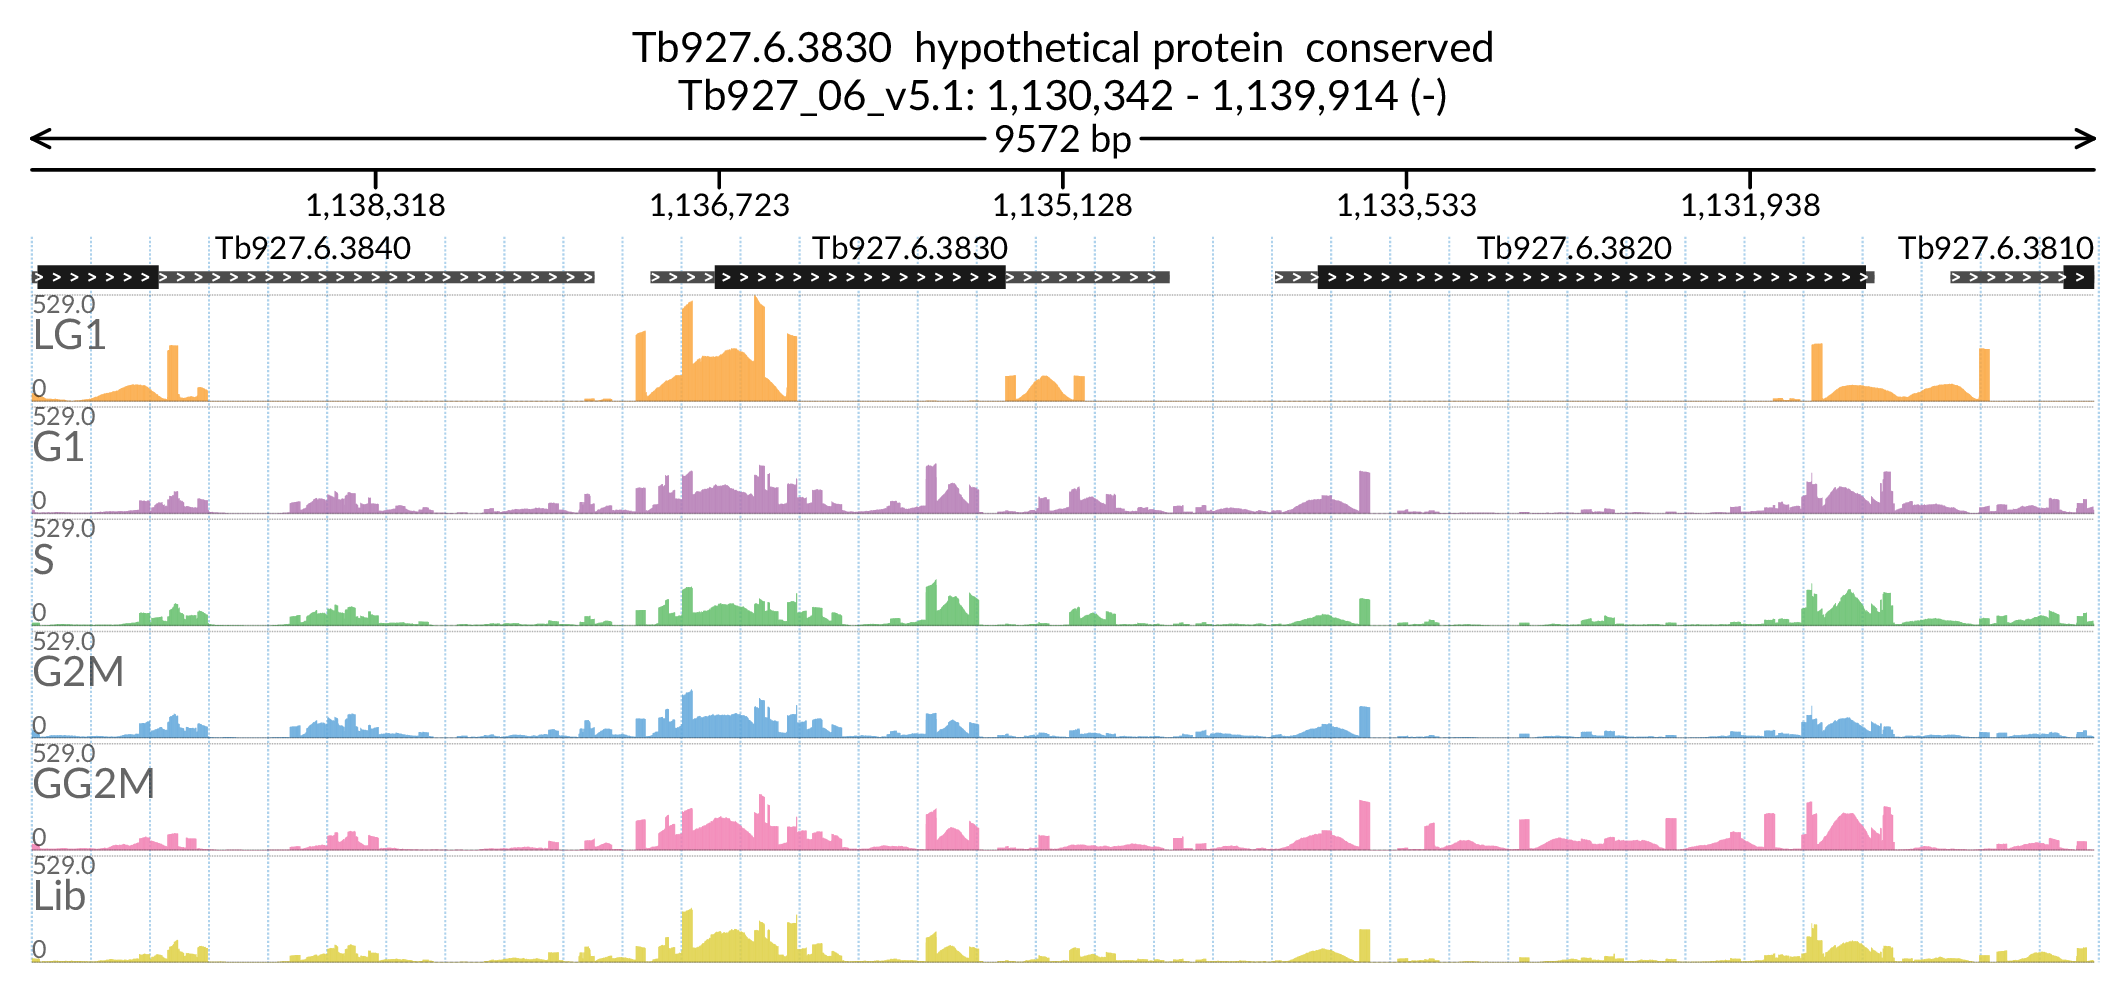 Tb927.6.3830 hypothetical protein conserved
Tb927_06_v5.1: 1,130,342 - 1,139,914 (-)
9572 bp
1,138,318 1,136,723 1,135,128 1,133,533 1,131,938
Tb927.6.3840 Tb927.6.3830 Tb927.6.3820 Tb927.6.3810
529.0
LG1
0
529.0
G1
0
529.0
S
0
529.0
G2M
0
529.0
GG2M
0
529.0
Lib
0